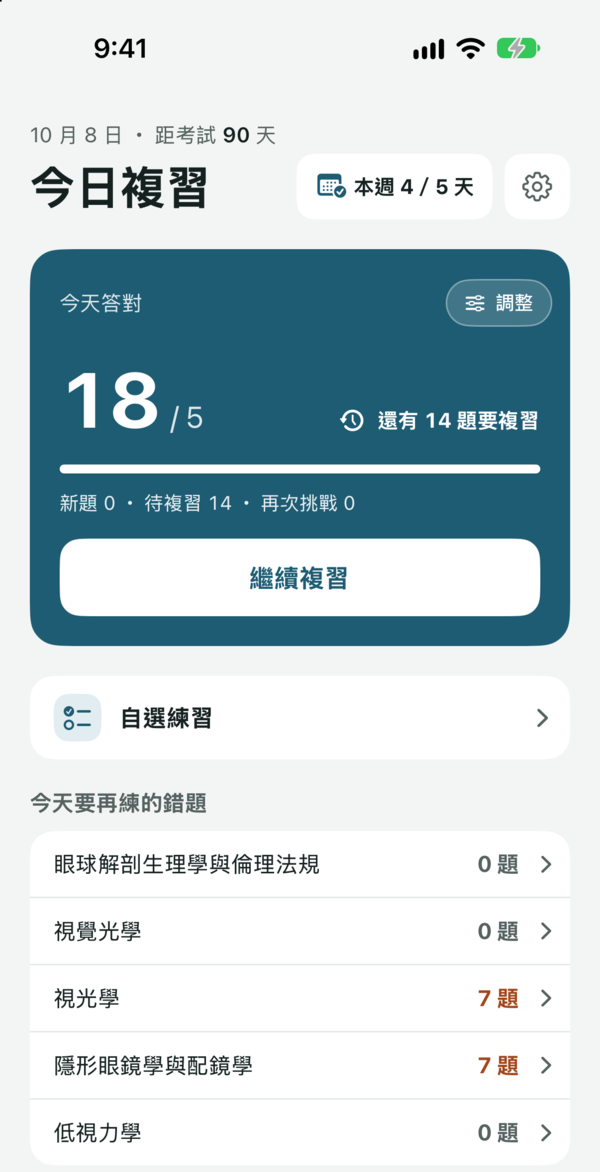 9:41
10 月 8 日 · 距考試 90 天
今日複習
本週 4 / 5 天
今天答對
調整
18 / 5
還有 14 題要複習
新題 0 · 待複習 14 · 再次挑戰 0
繼續複習
自選練習
今天要再練的錯題
眼球解剖生理學與倫理法規 0 題
視覺光學 0 題
視光學 7 題
隱形眼鏡學與配鏡學 7 題
低視力學 0 題